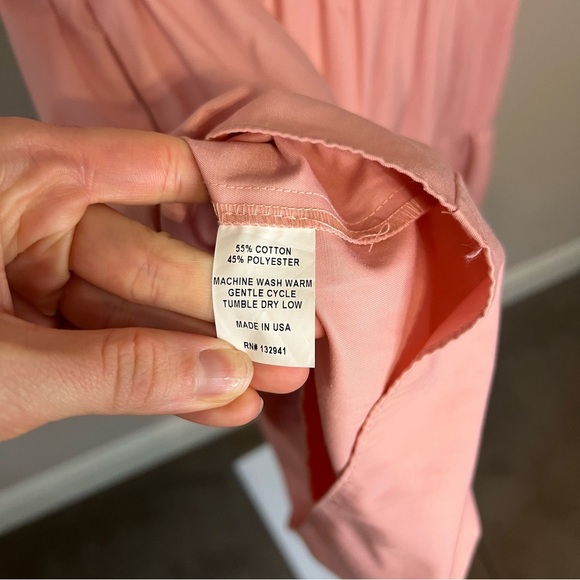 55% COTTON
45% POLYESTER
MACHINE WASH WARM
GENTLE CYCLE
TUMBLE DRY LOW
MADE IN USA
RN# 132941